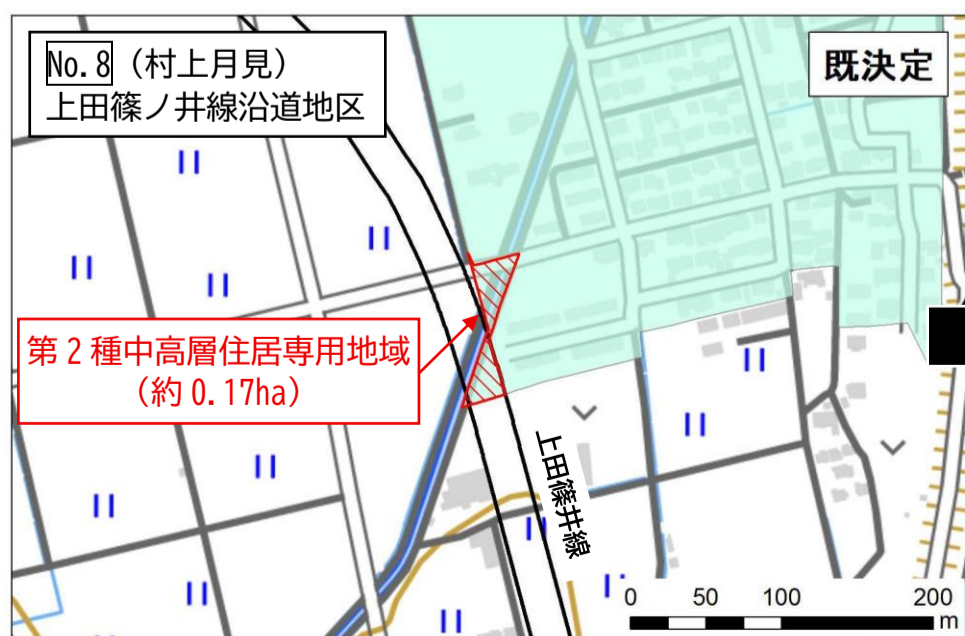 No.8（村上月見）
上田篠ノ井線沿道地区
既決定
第２種中高層住居専用地域
（約 0.17ha）
上田篠井線
0 50 100 200
m